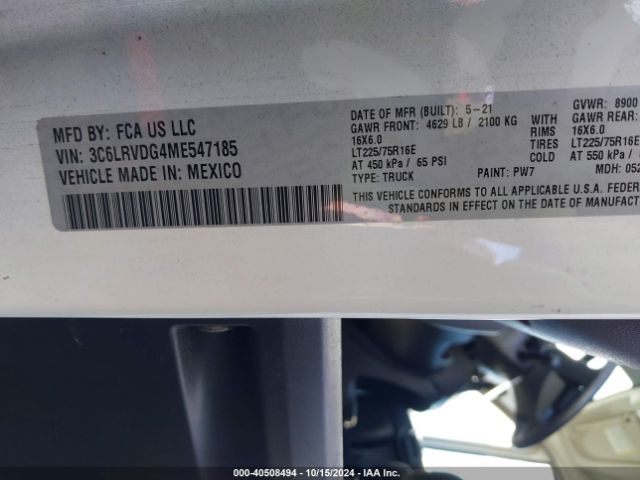 MFD BY: FCA US LLC
VIN: 3C6LRVDG4ME547185
VEHICLE MADE IN: MEXICO
DATE OF MFR (BUILT): 5-21
GAWR FRONT: 4629 LB / 2100 KG
16X6.0
LT225/75R16E
AT 450 kPa / 65 PSI
TYPE: TRUCK
PAINT: PW7
WITH
RIMS
TIRES
COLD
GVWR: 8900
GAWR REAR:
16X6.0
LT225/75R16E
AT 550 kPa /
MDH: 052
THIS VEHICLE CONFORMS TO ALL APPLICABLE U.S.A. FEDERA
STANDARDS IN EFFECT ON THE DATE OF MANUFACTUR
000-40508494 - 10/15/2024 - IAA Inc.